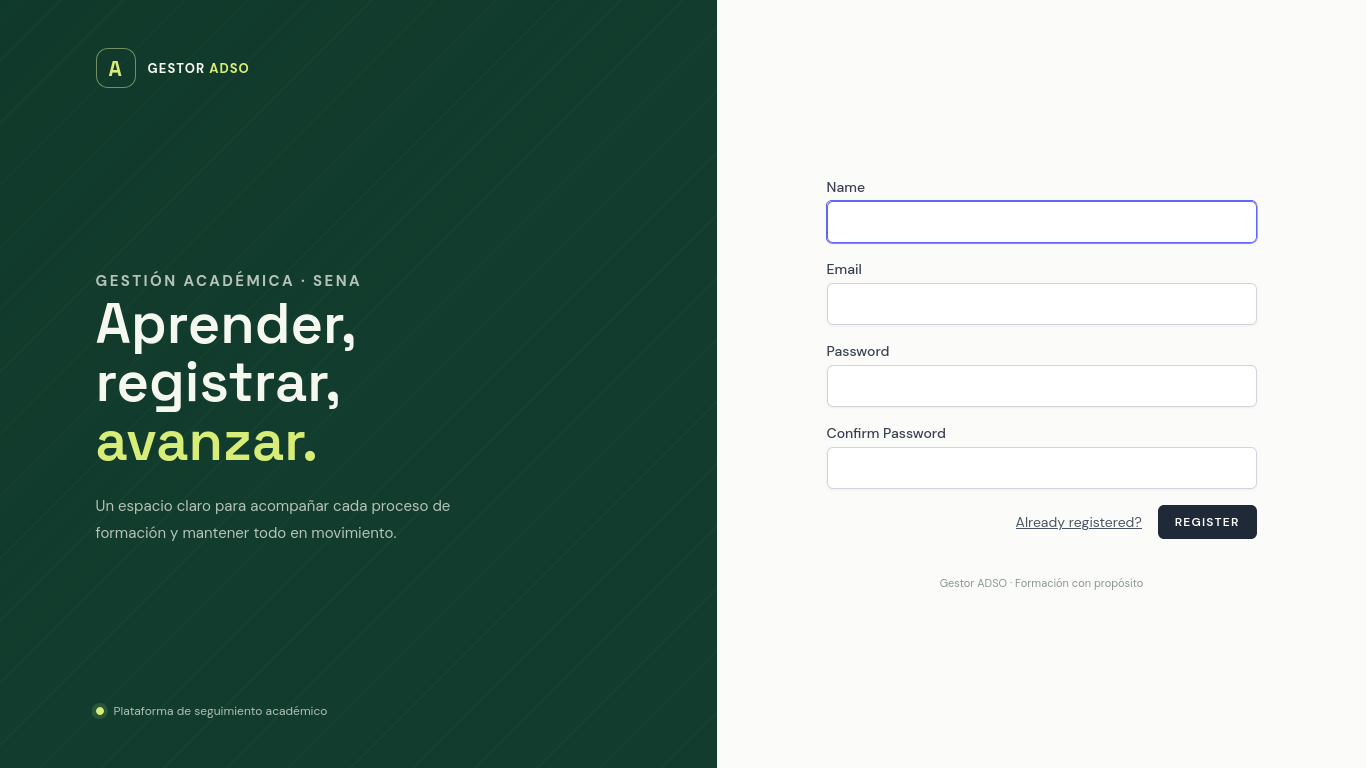 A
GESTOR ADSO
GESTIÓN ACADÉMICA · SENA
Aprender,
registrar,
avanzar.
Un espacio claro para acompañar cada proceso de
formación y mantener todo en movimiento.
Plataforma de seguimiento académico
Name
Email
Password
Confirm Password
Already registered?
REGISTER
Gestor ADSO · Formación con propósito